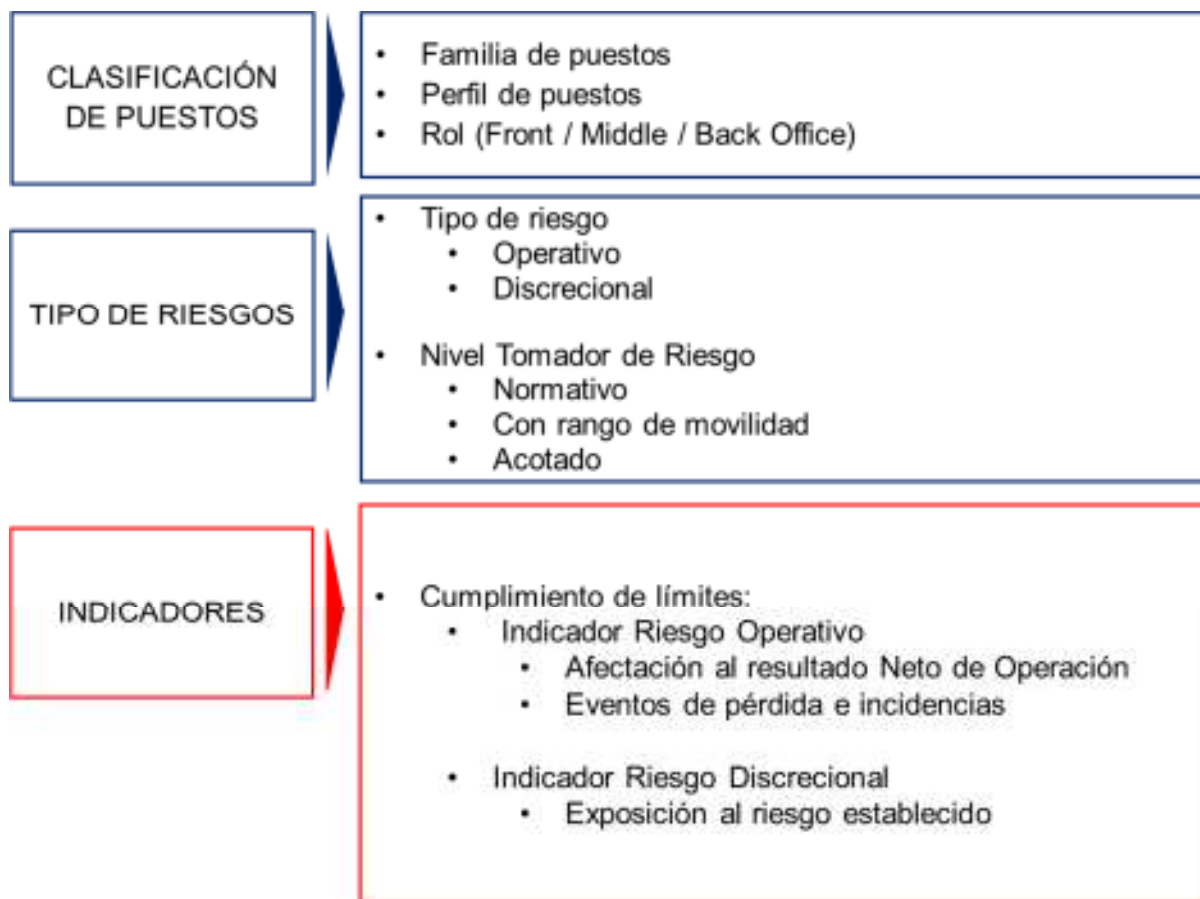 CLASIFICACIÓN
DE PUESTOS
• Familia de puestos
• Perfil de puestos
• Rol (Front / Middle / Back Office)
TIPO DE RIESGOS
• Tipo de riesgo
• Operativo
• Discrecional
• Nivel Tomador de Riesgo
• Normativo
• Con rango de movilidad
• Acotado
INDICADORES
• Cumplimiento de límites:
• Indicador Riesgo Operativo
• Afectación al resultado Neto de Operación
• Eventos de pérdida e incidencias
• Indicador Riesgo Discrecional
• Exposición al riesgo establecido